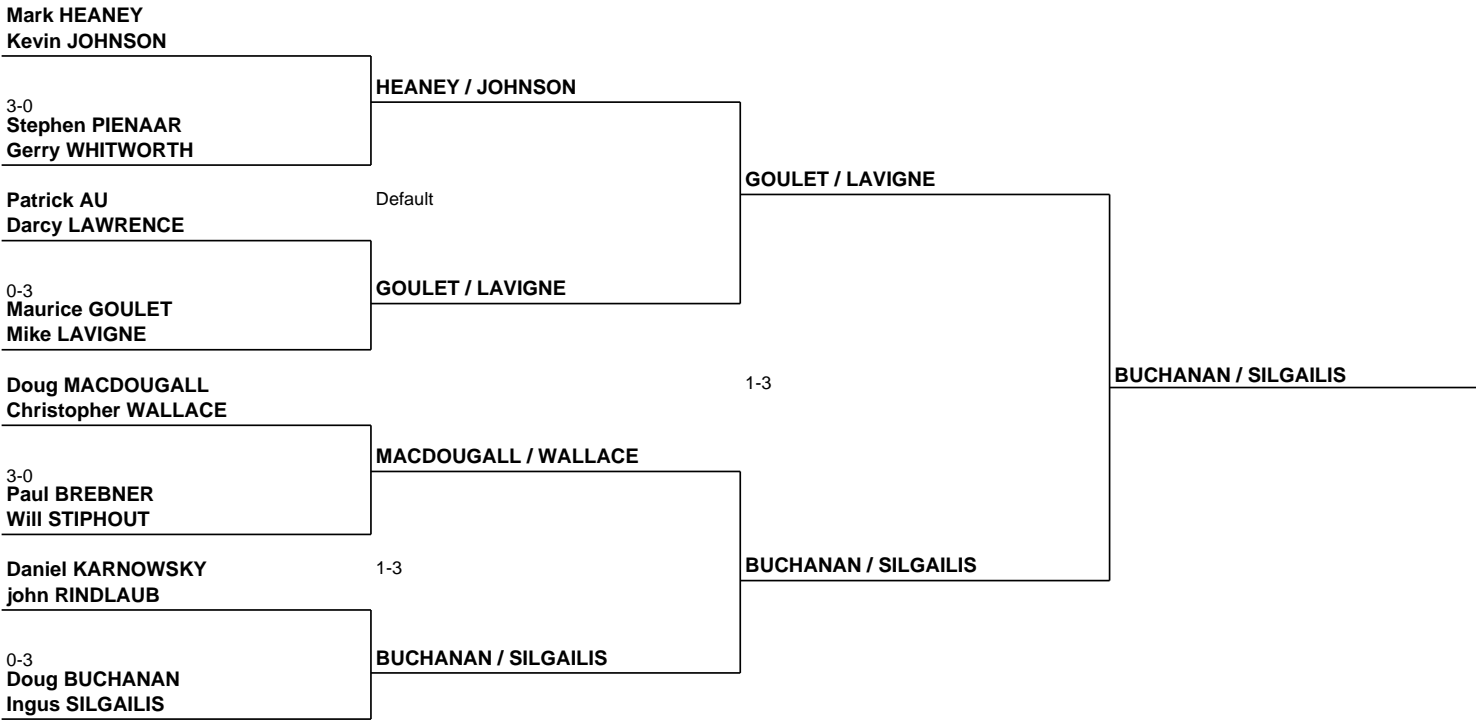 Mark HEANEY
Kevin JOHNSON
HEANEY / JOHNSON
3-0
Stephen PIENAAR
Gerry WHITWORTH
GOULET / LAVIGNE
Patrick AU
Default
Darcy LAWRENCE
GOULET / LAVIGNE
0-3
Maurice GOULET
Mike LAVIGNE
BUCHANAN / SILGAILIS
Doug MACDOUGALL
1-3
Christopher WALLACE
MACDOUGALL / WALLACE
3-0
Paul BREBNER
Will STIPHOUT
BUCHANAN / SILGAILIS
Daniel KARNOWSKY
1-3
john RINDLAUB
BUCHANAN / SILGAILIS
0-3
Doug BUCHANAN
Ingus SILGAILIS